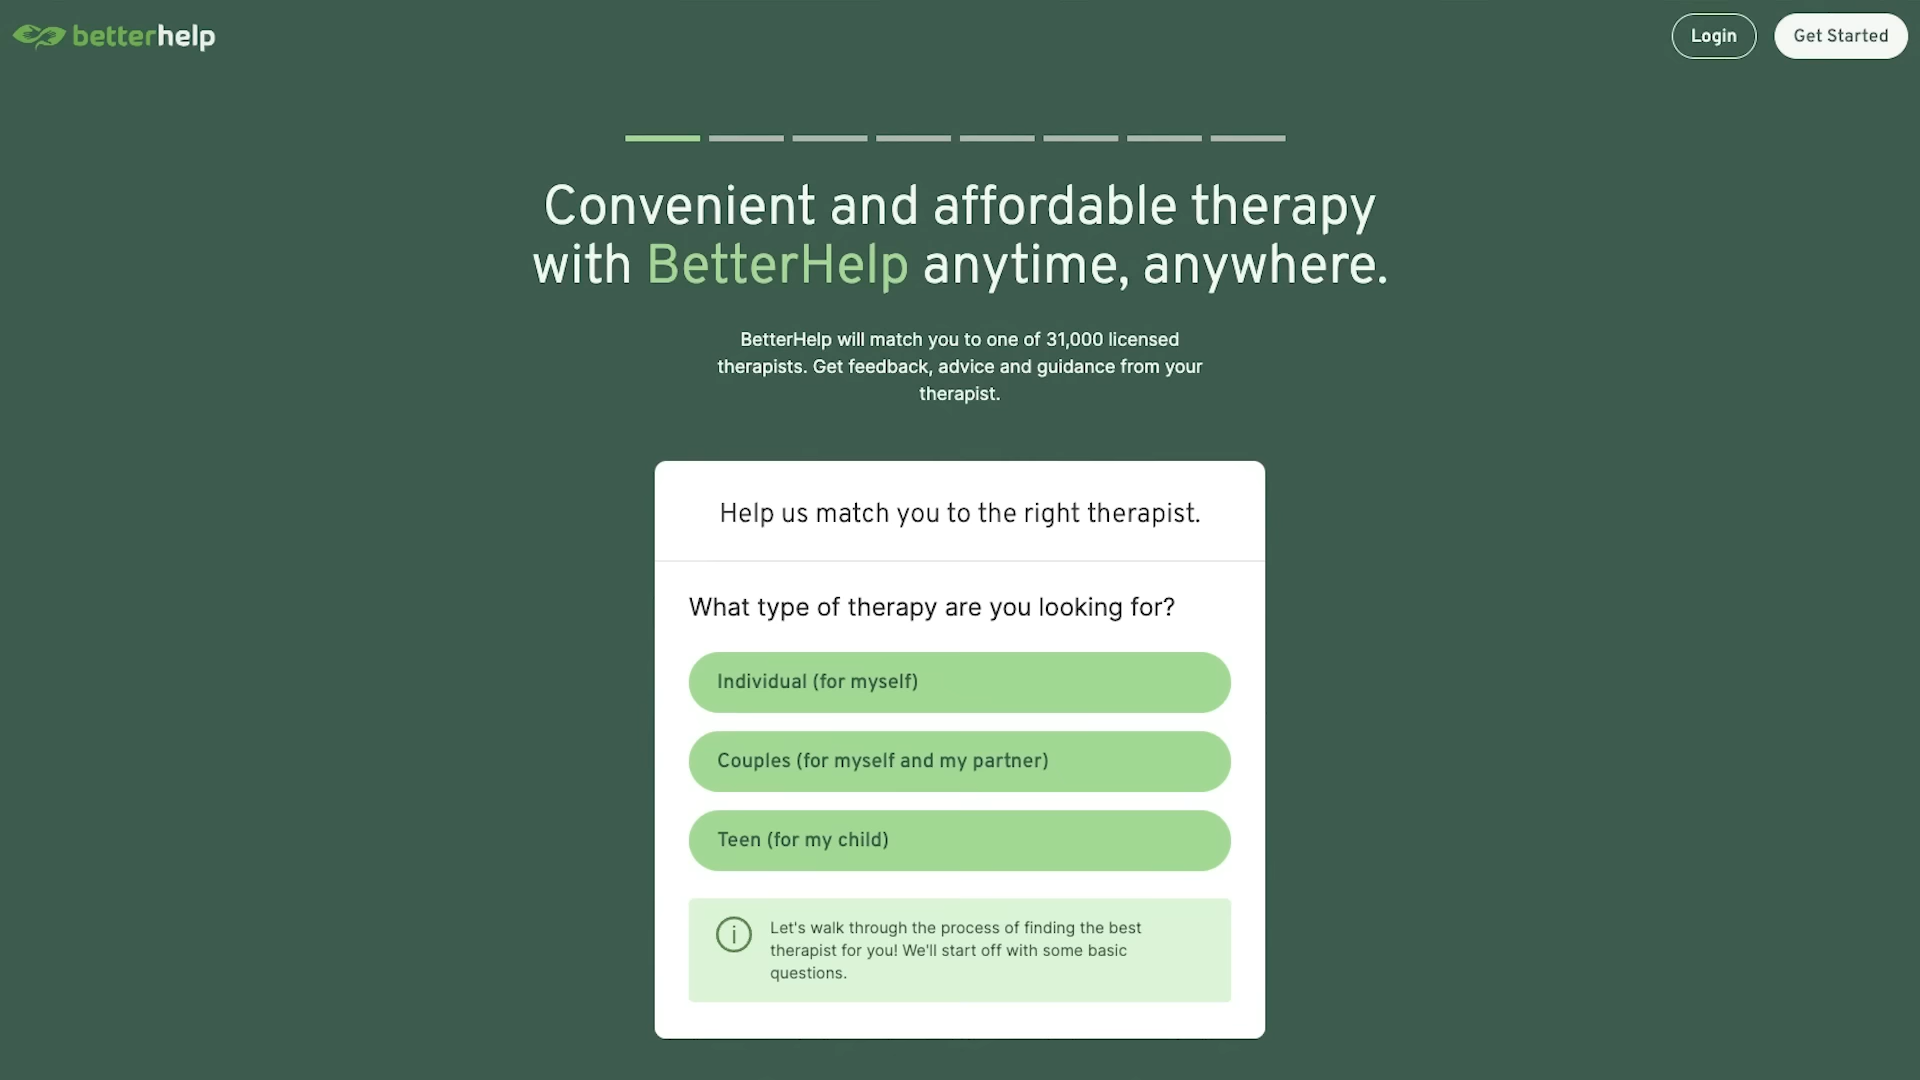 betterhelp
Login
Get Started
Convenient and affordable therapy
with BetterHelp anytime, anywhere.
BetterHelp will match you to one of 31,000 licensed
therapists. Get feedback, advice and guidance from your
therapist.
Help us match you to the right therapist.
What type of therapy are you looking for?
Individual (for myself)
Couples (for myself and my partner)
Teen (for my child)
Let's walk through the process of finding the best
therapist for you! We'll start off with some basic
questions.